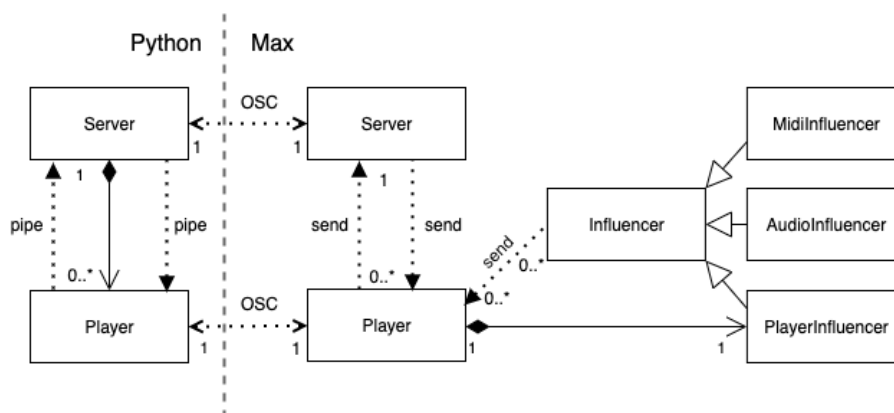 Python
Max
OSC
Server
Server
MidiInfluencer
1
1
1
1
pipe
pipe
send
send
send
Influencer
AudioInfluencer
0..*
0..*
0..*
0..*
OSC
Player
Player
PlayerInfluencer
1
1
1
1